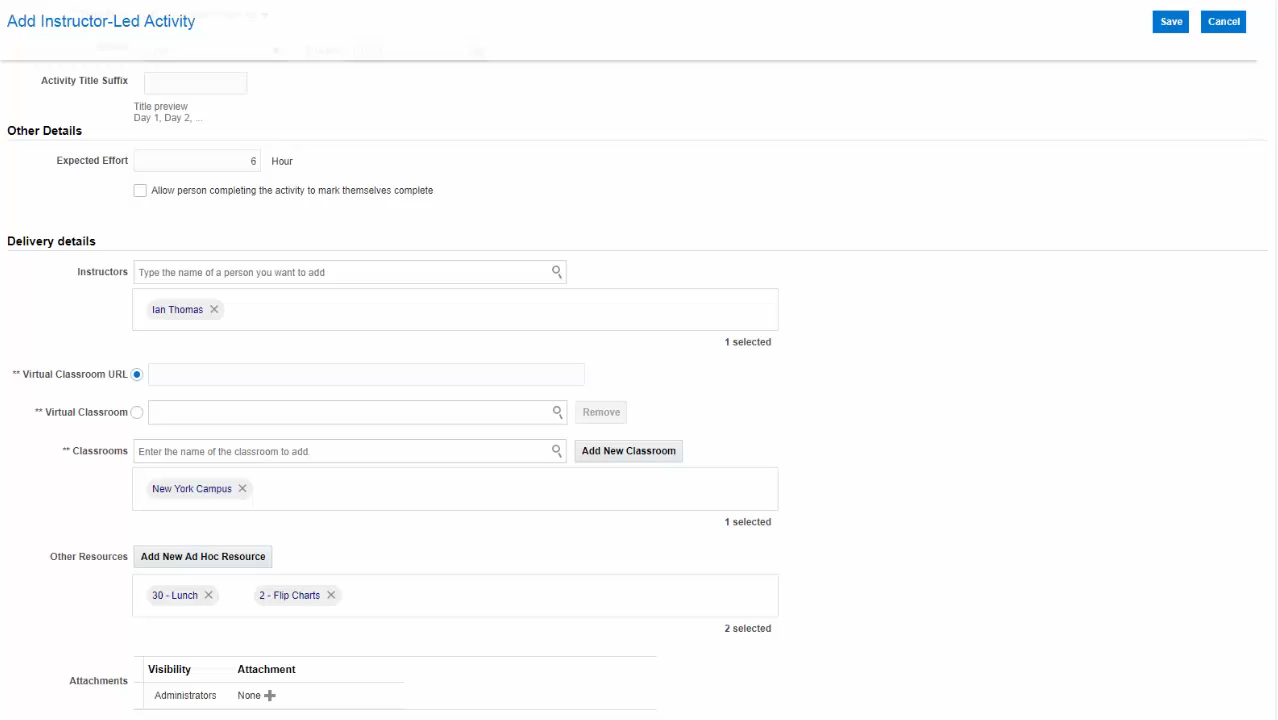 Add Instructor-Led Activity
Save Cancel
Activity Title Suffix
Title preview
Day 1, Day 2, ...
Other Details
Expected Effort 6 Hour
Allow person completing the activity to mark themselves complete
Delivery details
Instructors Type the name of a person you want to add
Ian Thomas
1 selected
** Virtual Classroom URL
** Virtual Classroom Remove
** Classrooms Enter the name of the classroom to add. Add New Classroom
New York Campus
1 selected
Other Resources Add New Ad Hoc Resource
30 - Lunch 2 - Flip Charts
2 selected
Visibility Attachment
Attachments
Administrators None